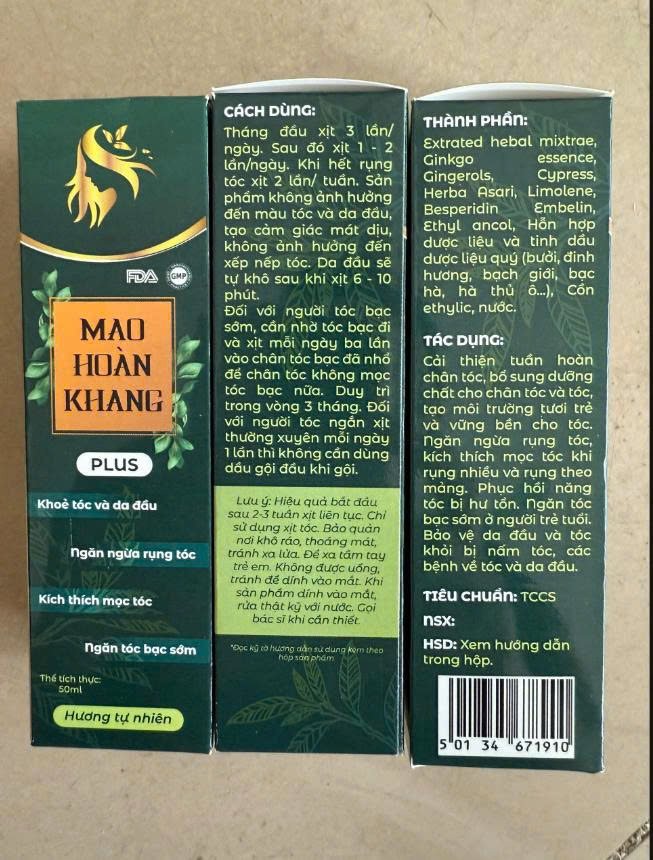 FDA
GMP
MAO
HOÀN
KHANG
PLUS
Khoẻ tóc và da đầu
Ngăn ngừa rụng tóc
Kích thích mọc tóc
Ngăn tóc bạc sớm
Thể tích thực:
50ml
Hương tự nhiên
CÁCH DÙNG:
Tháng đầu xịt 3 lần/
ngày. Sau đó xịt 1 - 2
lần/ngày. Khi hết rụng
tóc xịt 2 lần/ tuần. Sản
phẩm không ảnh hưởng
đến màu tóc và da đầu,
tạo cảm giác mát dịu,
không ảnh hưởng đến
xếp nếp tóc. Da đầu sẽ
tự khô sau khi xịt 6 - 10
phút.
Đối với người tóc bạc
sớm, cần nhờ tóc bạc đi
và xịt mỗi ngày ba lần
vào chân tóc bạc đã nhổ
để chân tóc không mọc
tóc bạc nữa. Duy trì
trong vòng 3 tháng. Đối
với người tóc ngắn xịt
thường xuyên mỗi ngày
1 lần thì không cần dùng
dầu gội đầu khi gội.
Lưu ý: Hiệu quả bắt đầu
sau 2-3 tuần xịt liên tục. Chỉ
sử dụng xịt tóc. Bảo quản
nơi khô ráo, thoáng mát,
tránh xa lửa. Để xa tầm tay
trẻ em. Không được uống,
tránh để dính vào mắt. Khi
sản phẩm dính vào mắt,
rửa thật kỹ với nước. Gọi
bác sĩ khi cần thiết.
*Đọc kỹ tờ hướng dẫn sử dụng kèm theo
hộp sản phẩm
THÀNH PHẦN:
Extrated hebal mixtrae,
Ginkgo essence,
Gingerols, Cypress,
Herba Asari, Limolene,
Besperidin Embelin,
Ethyl ancol, Hỗn hợp
dược liệu và tinh dầu
dược liệu quý (bưởi, đinh
hương, bạch giới, bạc
hà, hà thủ ô...), Cồn
ethylic, nước.
TÁC DỤNG:
Cải thiện tuần hoàn
chân tóc, bổ sung dưỡng
chất cho chân tóc và tóc,
tạo môi trường tươi trẻ
và vững bền cho tóc.
Ngăn ngừa rụng tóc,
kích thích mọc tóc khi
rụng nhiều và rụng theo
mảng. Phục hồi nang
tóc bị hư tổn. Ngăn tóc
bạc sớm ở người trẻ tuổi.
Bảo vệ da đầu và tóc
khỏi bị nấm tóc, các
bệnh về tóc và da đầu.
TIÊU CHUẨN: TCCS
NSX:
HSD: Xem hướng dẫn
trong hộp.
5 01 34 671910